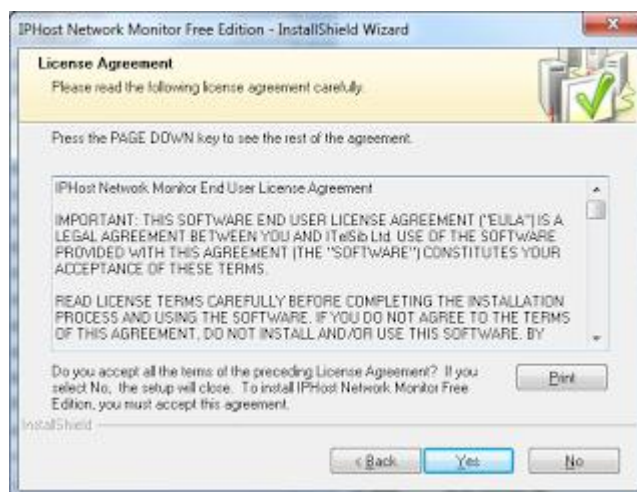 IPHost Network Monitor Free Edition - InstallShield Wizard
License Agreement
Please read the following license agreement carefully.
Press the PAGE DOWN key to see the rest of the agreement.
IPHost Network Monitor End User License Agreement
IMPORTANT: THIS SOFTWARE END USER LICENSE AGREEMENT ("EULA") IS A
LEGAL AGREEMENT BETWEEN YOU AND ITelSib Ltd. USE OF THE SOFTWARE
PROVIDED WITH THIS AGREEMENT (THE "SOFTWARE") CONSTITUTES YOUR
ACCEPTANCE OF THESE TERMS.
READ LICENSE TERMS CAREFULLY BEFORE COMPLETING THE INSTALLATION
PROCESS AND USING THE SOFTWARE. IF YOU DO NOT AGREE TO THE TERMS
OF THIS AGREEMENT, DO NOT INSTALL AND/OR USE THIS SOFTWARE. BY
Do you accept all the terms of the preceding License Agreement? If you
select No, the setup will close. To install IPHost Network Monitor Free
Edition, you must accept this agreement.
Print
InstallShield
< Back
Yes
No